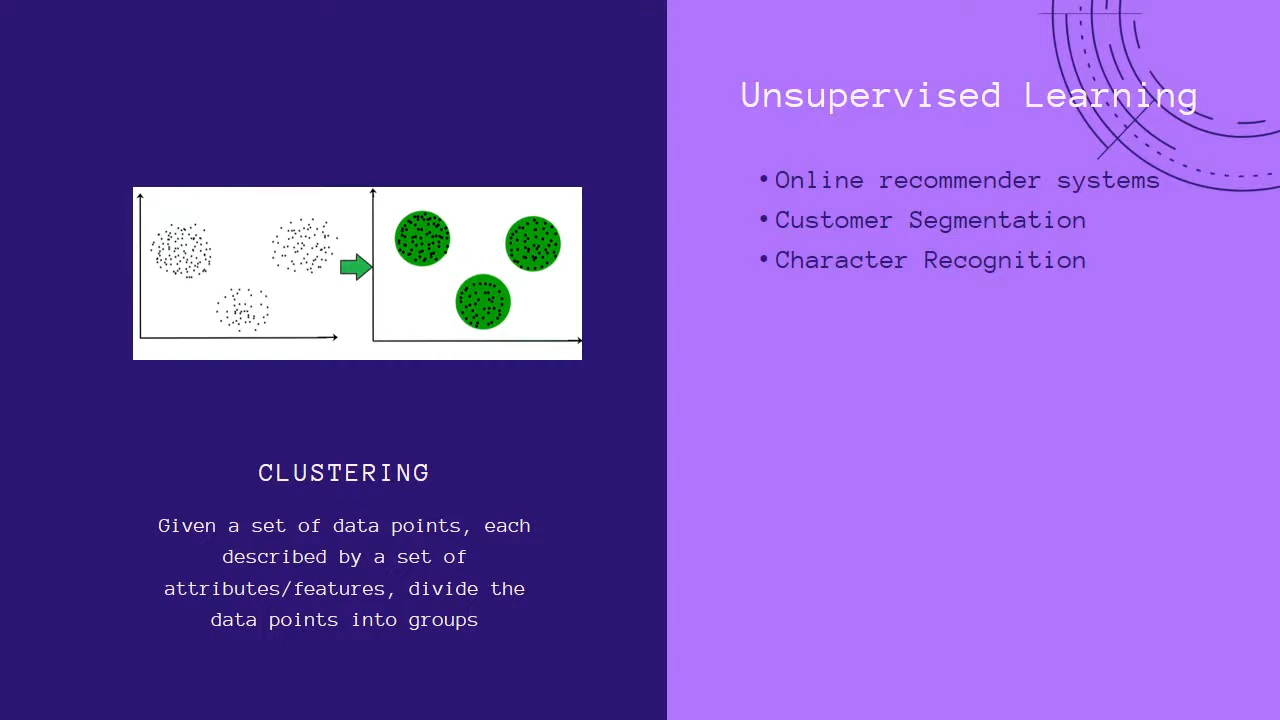 CLUSTERING
Given a set of data points, each
described by a set of
attributes/features, divide the
data points into groups
Unsupervised Learning
• Online recommender systems
• Customer Segmentation
• Character Recognition